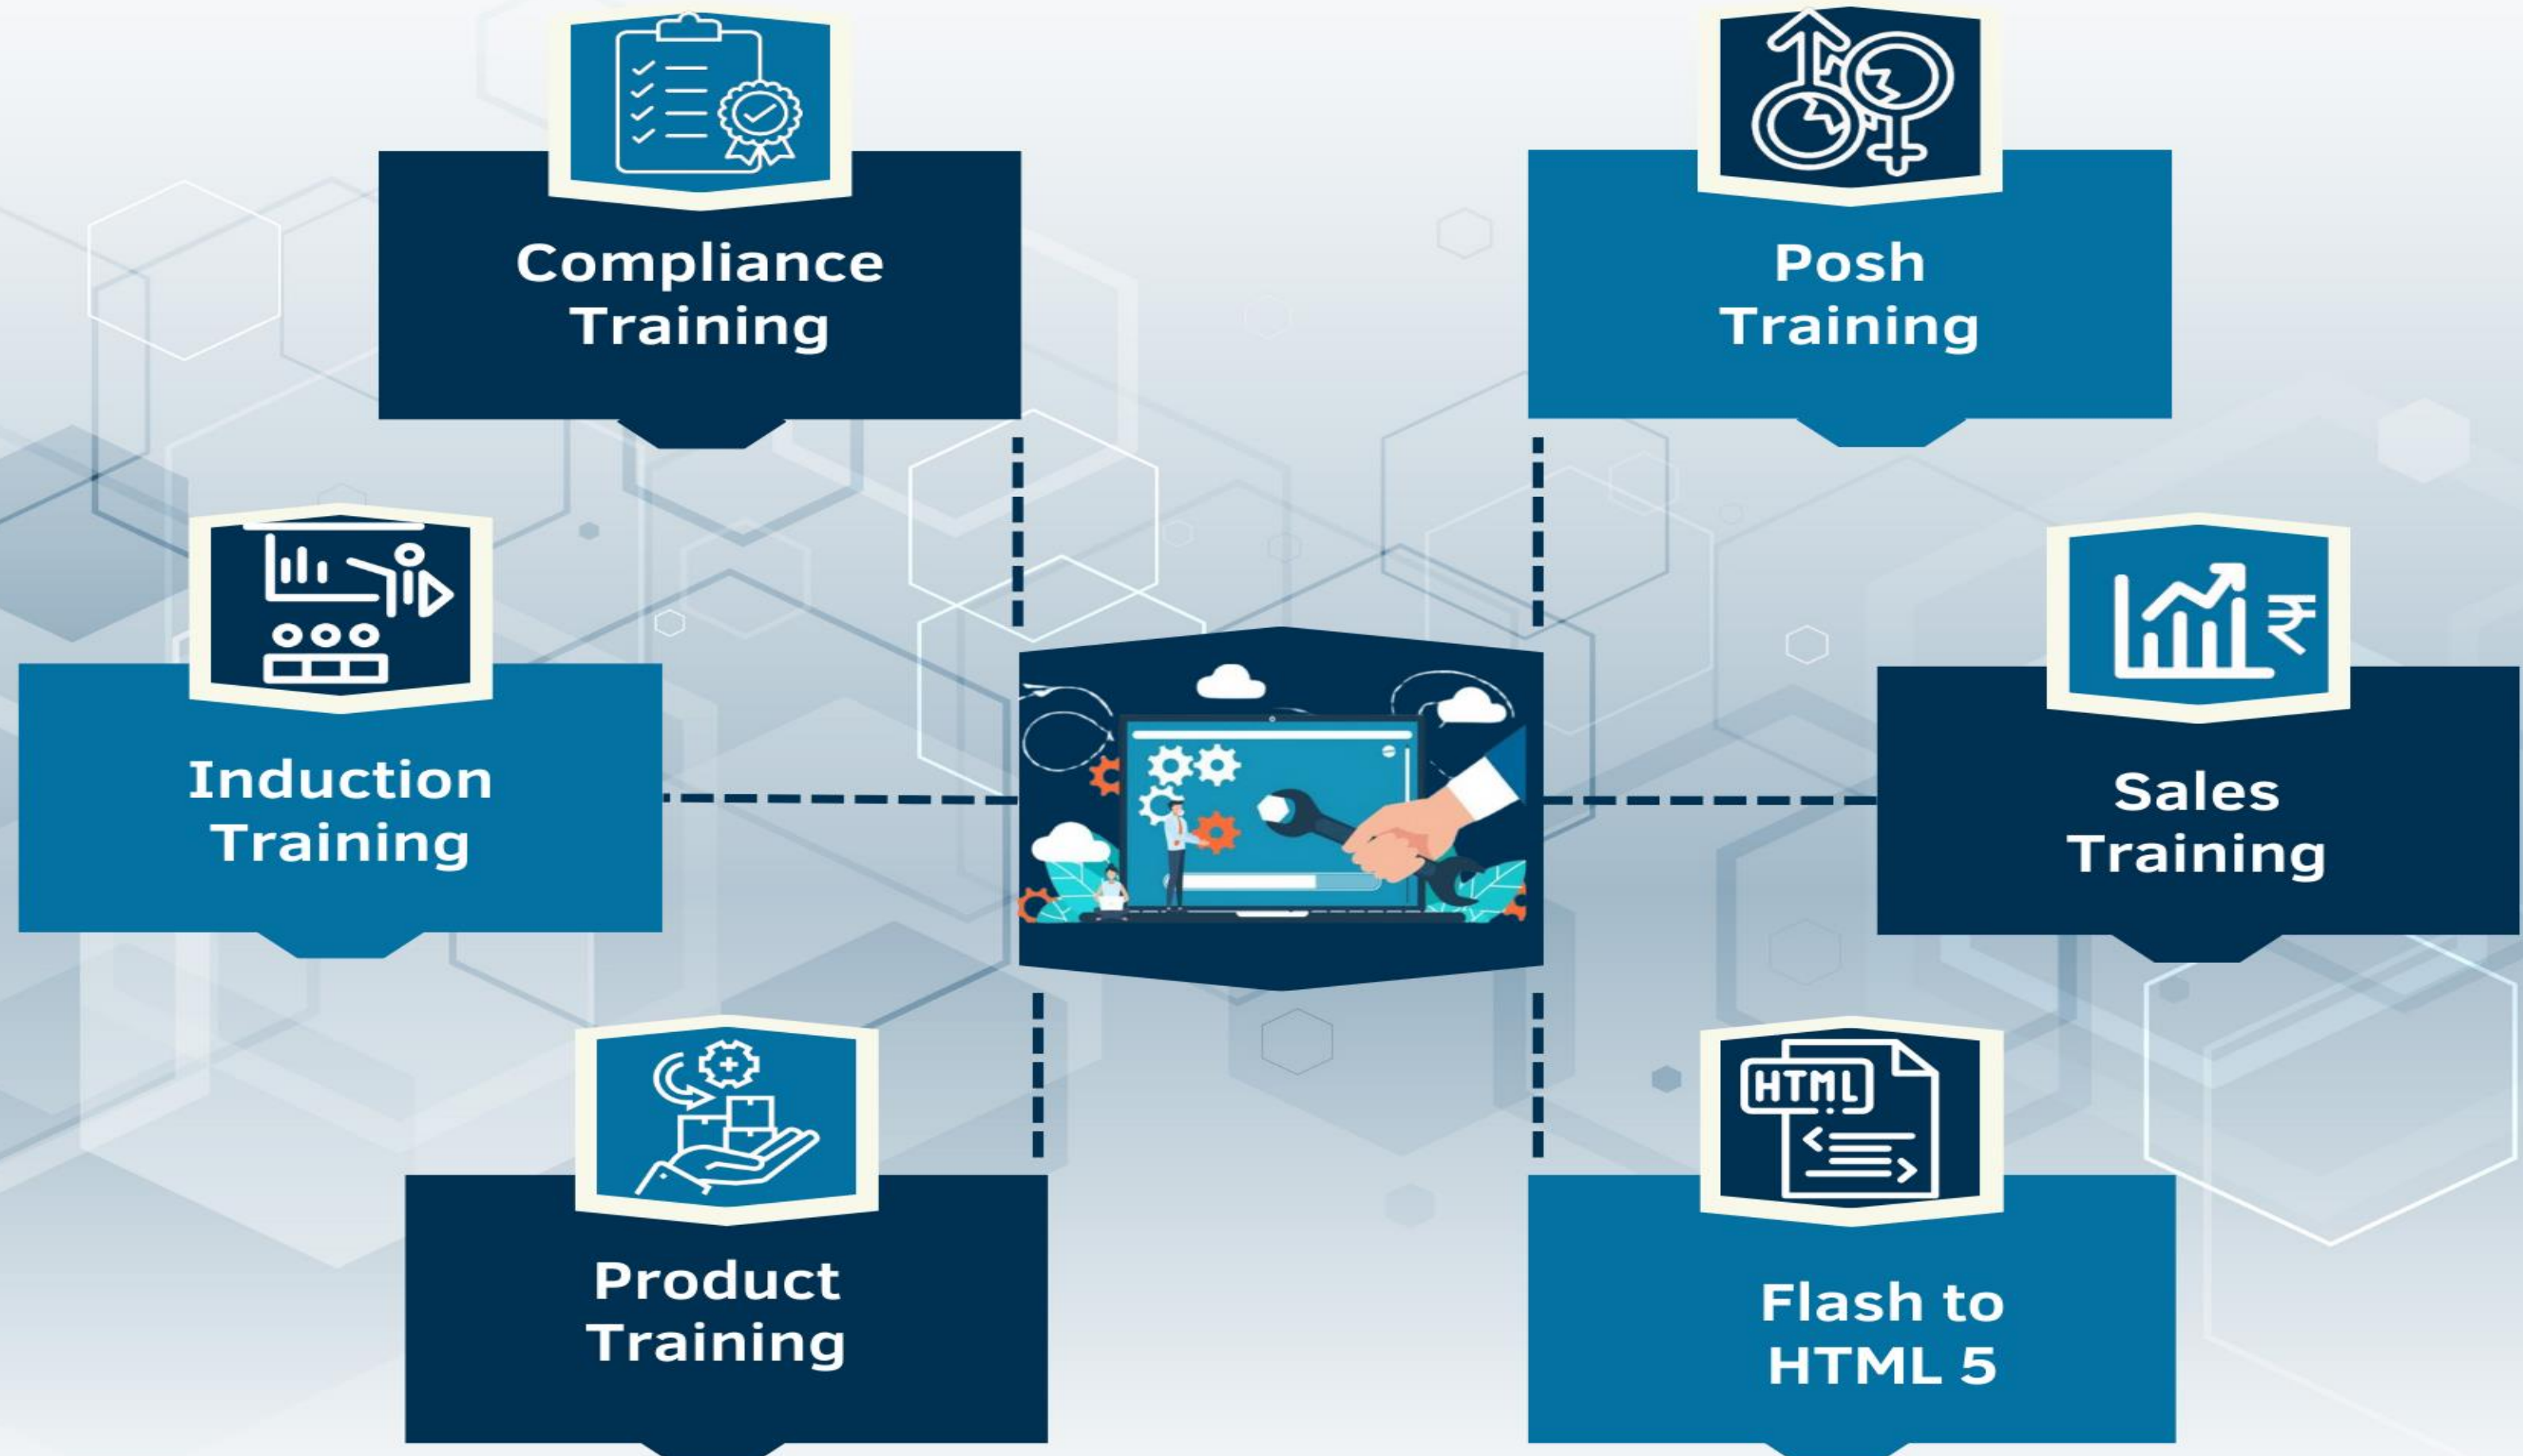 Compliance
Training
Posh
Training
Induction
Training
₹
Sales
Training
Product
Training
HTML
Flash to
HTML 5